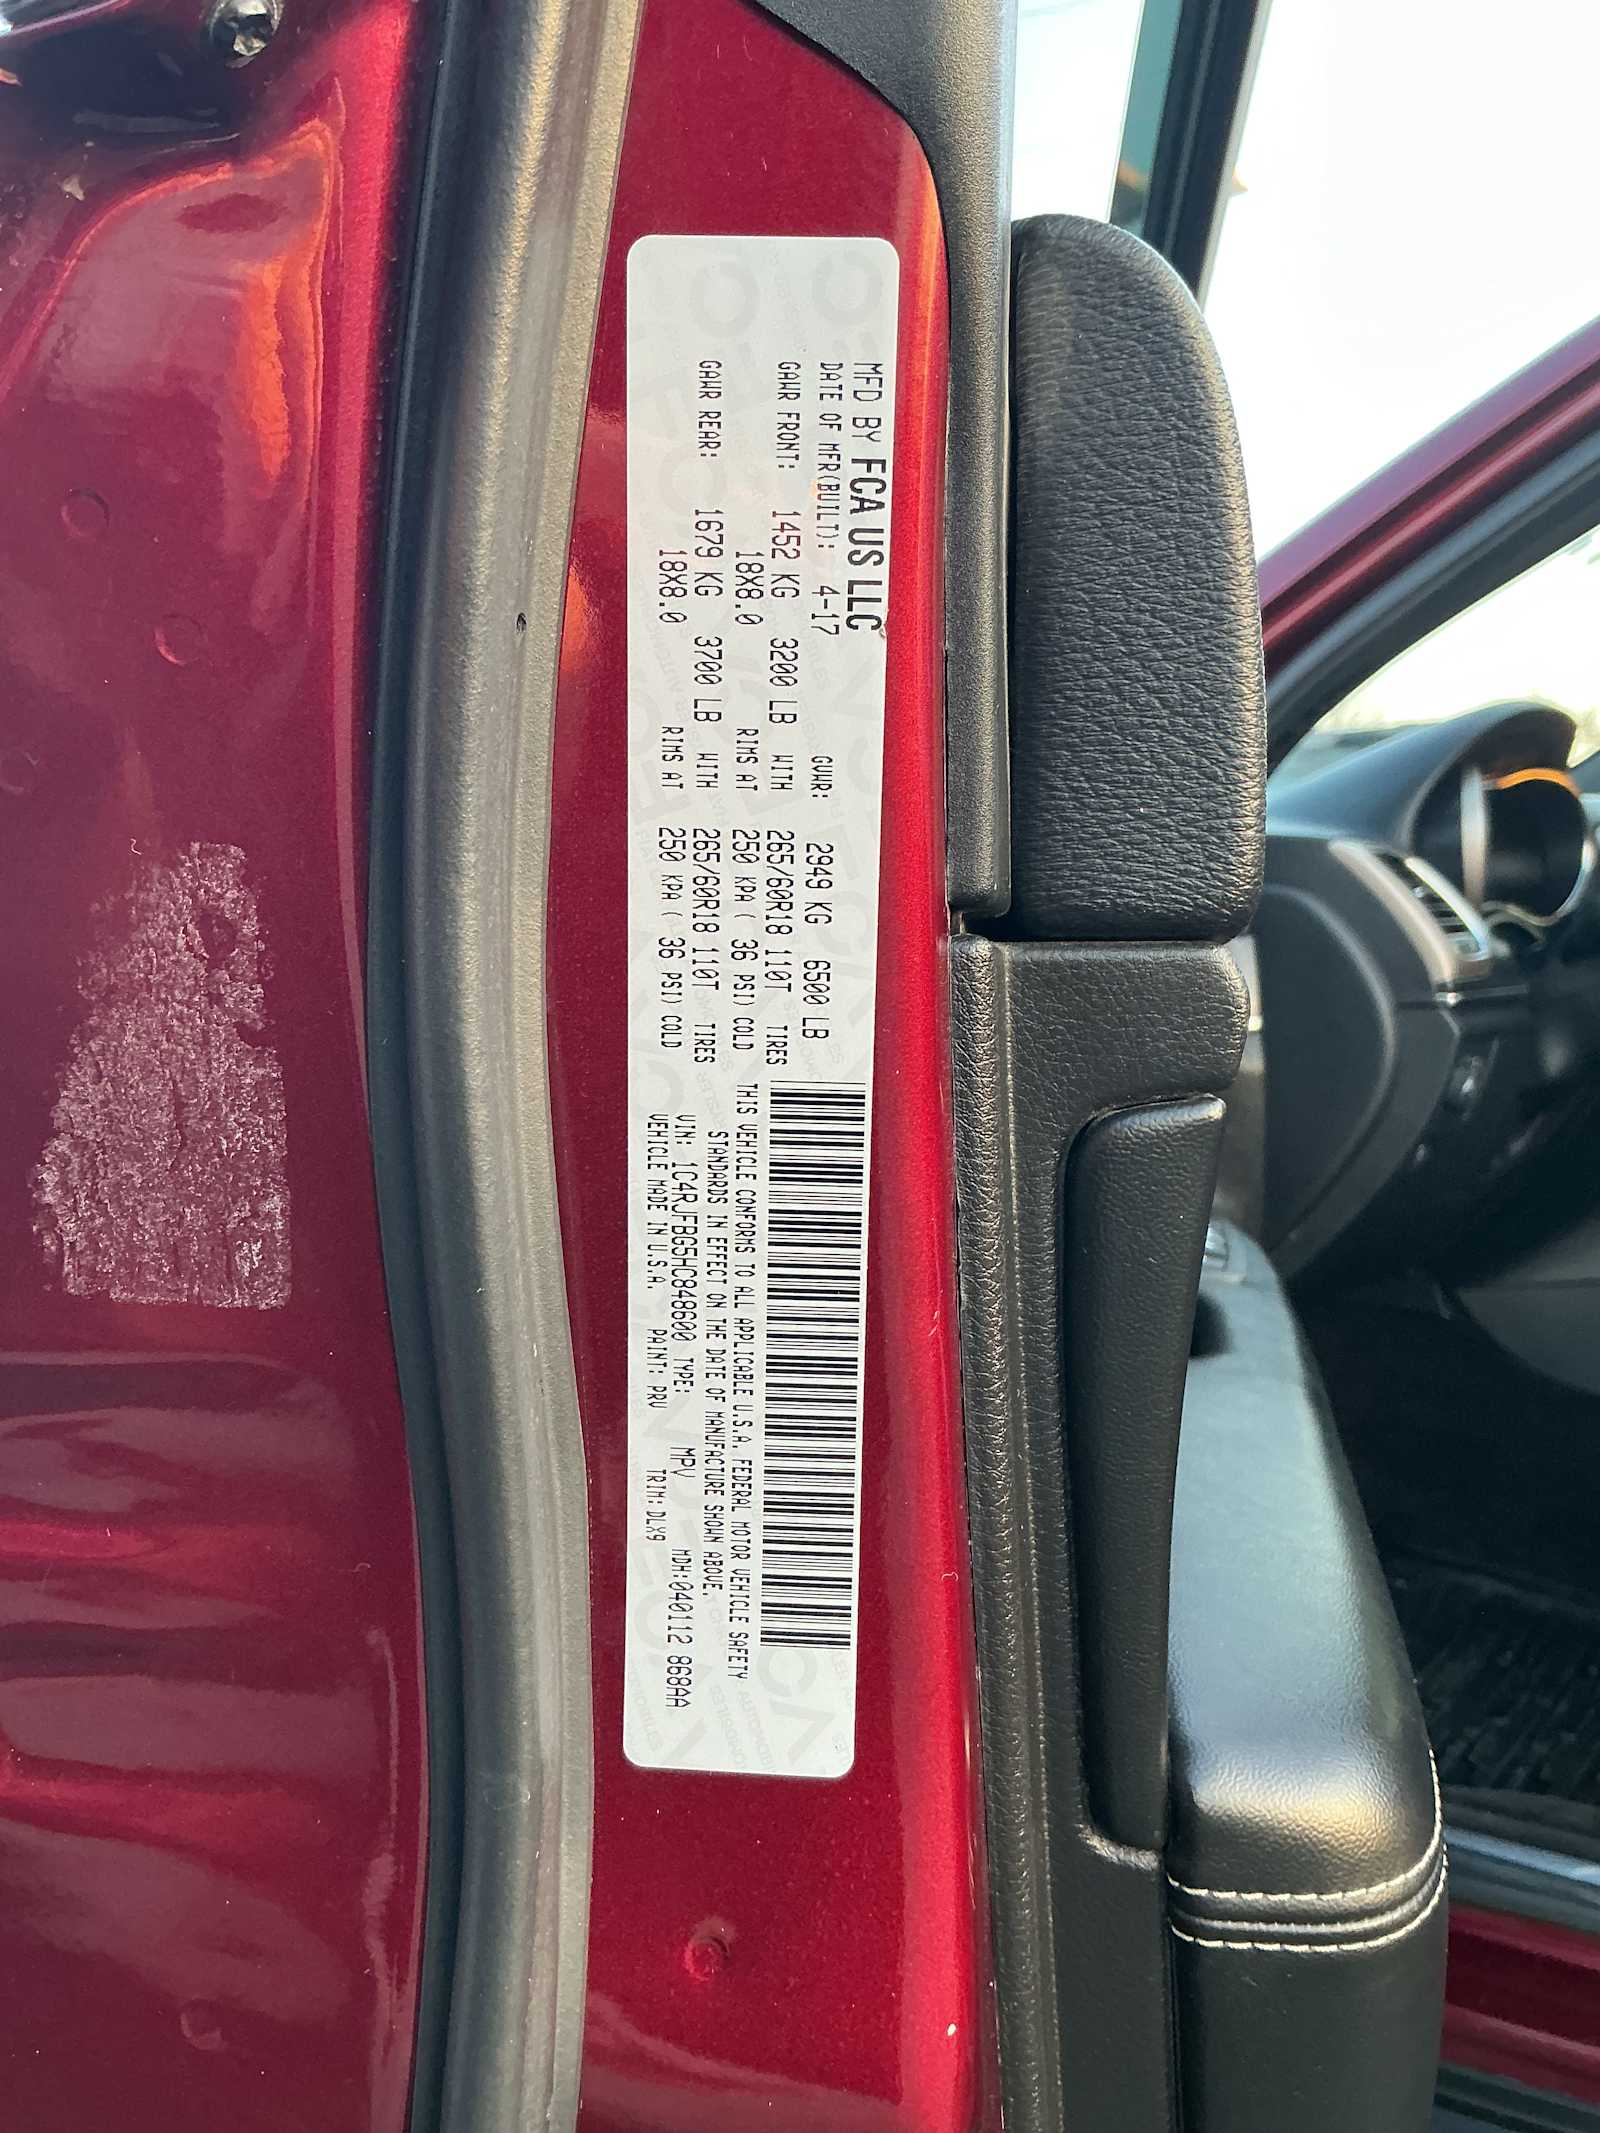 MFD BY FCA US LLC
DATE OF MFR(BUILT): 4-17 GVWR: 2949 KG 6500 LB
GAWR FRONT: 1452 KG 3200 LB WITH 265/60R18 110T TIRES
18X8.0 RIMS AT 250 KPA ( 36 PSI) COLD
GAWR REAR: 1679 KG 3700 LB WITH 265/60R18 110T TIRES
18X8.0 RIMS AT 250 KPA ( 36 PSI) COLD
THIS VEHICLE CONFORMS TO ALL APPLICABLE U.S.A. FEDERAL MOTOR VEHICLE SAFETY
STANDARDS IN EFFECT ON THE DATE OF MANUFACTURE SHOWN ABOVE.
VIN: 1C4RJFBG5HC848600 TYPE: MPV MDH:040112 868AA
VEHICLE MADE IN U.S.A. PAINT: PRV TRIM: DLX9